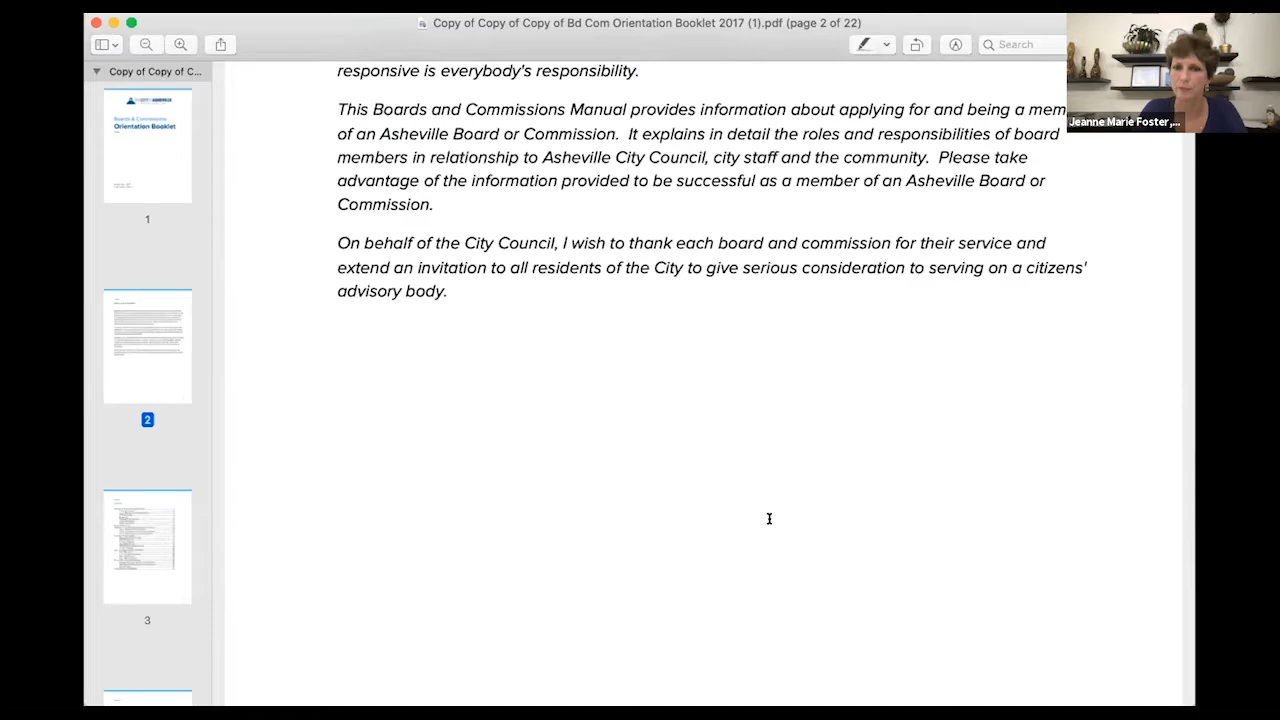 Copy of Copy of Copy of Bd Com Orientation Booklet 2017 (1).pdf (page 2 of 22)
Search
Copy of Copy of C...
Boards & Commissions
Orientation Booklet
1
2
3
responsive is everybody's responsibility.
This Boards and Commissions Manual provides information about applying for and being a mem
of an Asheville Board or Commission. It explains in detail the roles and responsibilities of board
members in relationship to Asheville City Council, city staff and the community. Please take
advantage of the information provided to be successful as a member of an Asheville Board or
Commission.
On behalf of the City Council, I wish to thank each board and commission for their service and
extend an invitation to all residents of the City to give serious consideration to serving on a citizens'
advisory body.
Jeanne Marie Foster,...